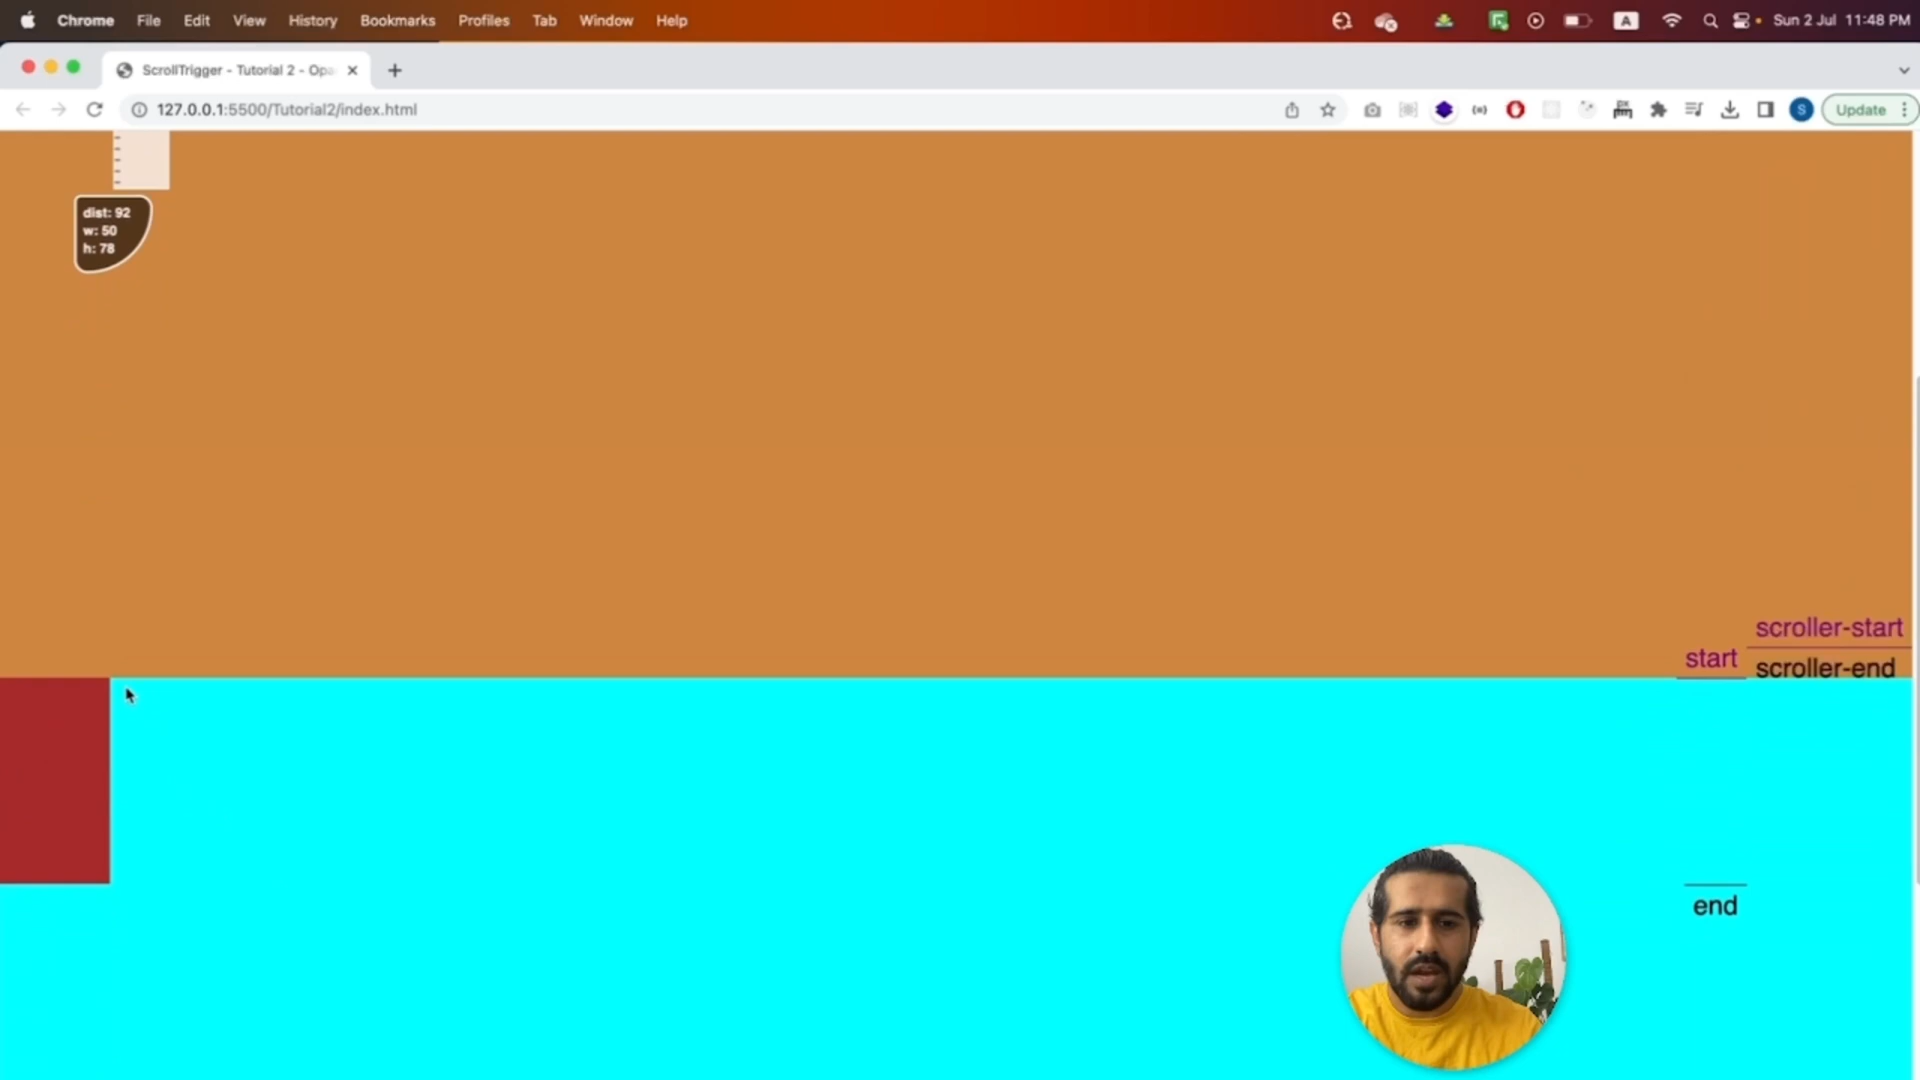 Chrome File Edit View History Bookmarks Profiles Tab Window Help A Sun 2 Jul 11:48 PM
ScrollTrigger - Tutorial 2 - Opa
127.0.0.1:5500/Tutorial2/index.html S Update
dist: 92
w: 50
h: 78
scroller-start
start
scroller-end
end